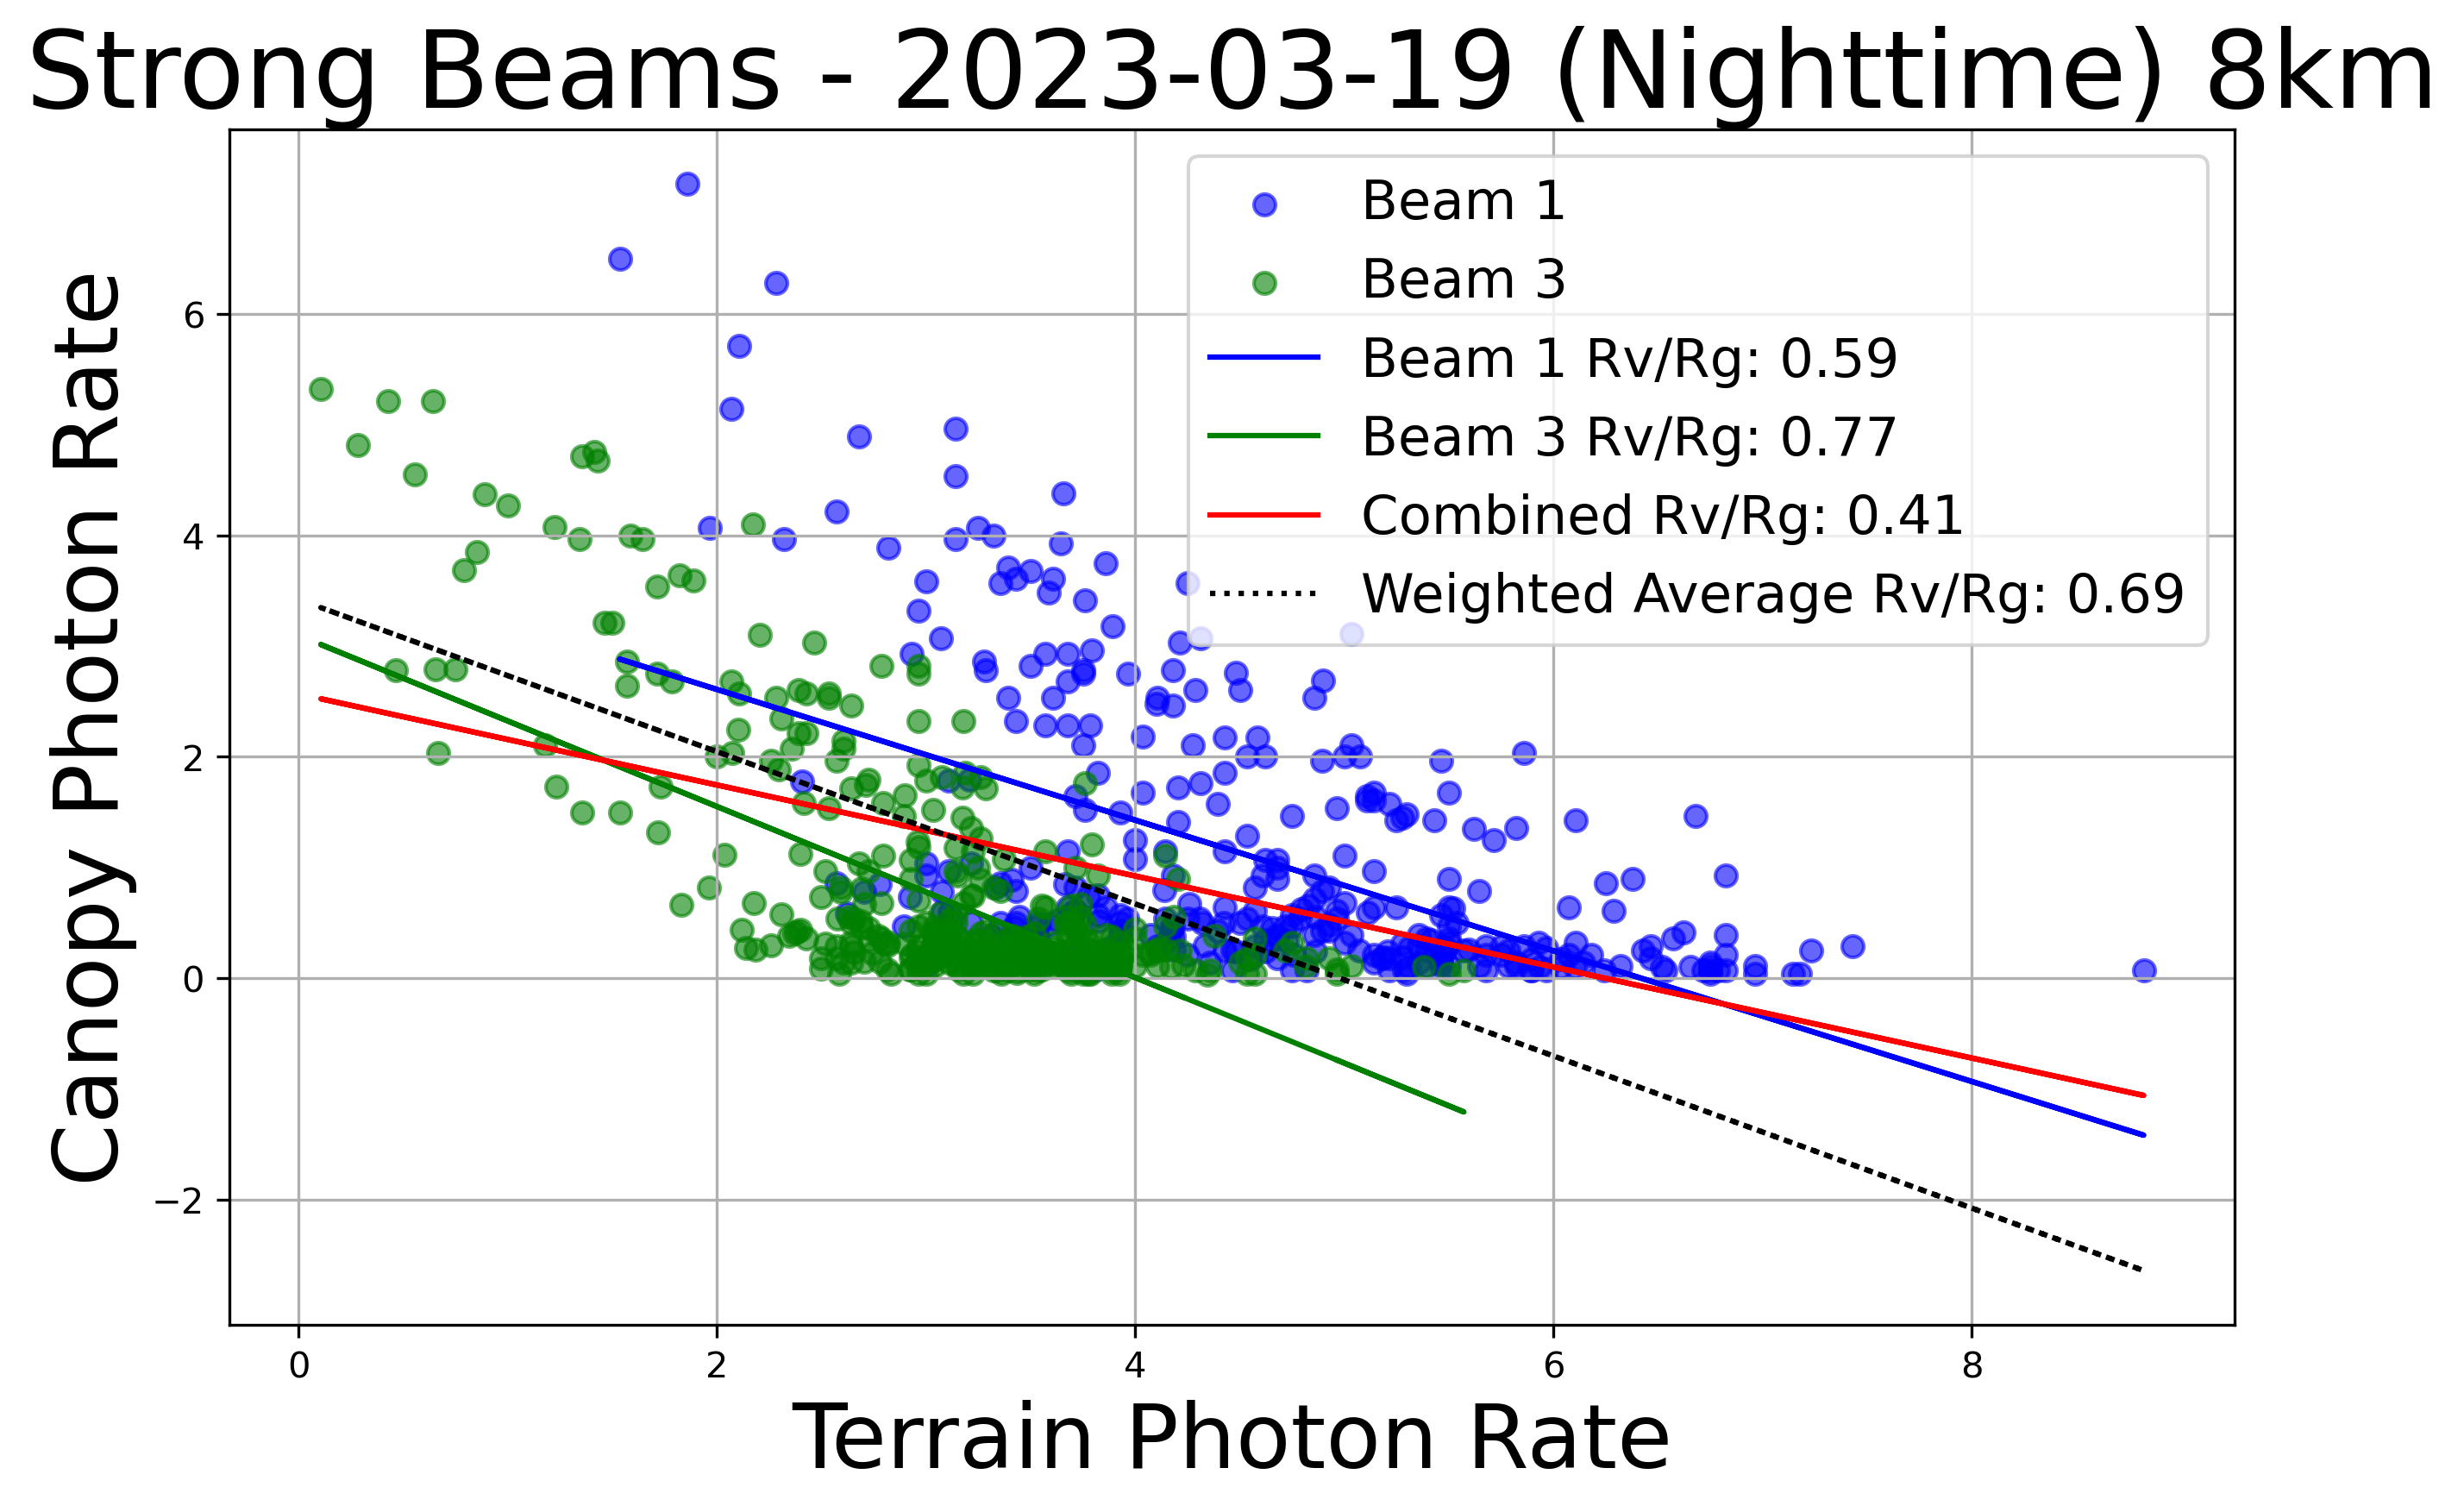 Strong Beams - 2023-03-19 (Nighttime) 8km
Beam 1
Beam 3
Beam 1 Rv/Rg: 0.59
Beam 3 Rv/Rg: 0.77
Combined Rv/Rg: 0.41
Weighted Average Rv/Rg: 0.69
Canopy Photon Rate
6
4
2
0
−2
0 2 4 6 8
Terrain Photon Rate